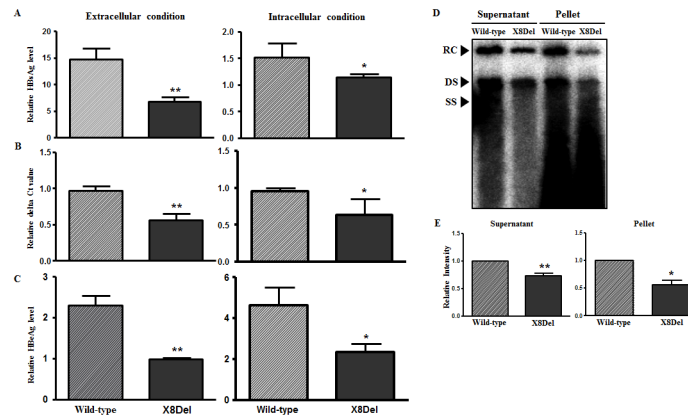 A
Extracellular condition
Intracellular condition
Relative HBsAg level
20
15
10
5
0
**
2.0
1.5
1.0
0.5
0.0
*
B
Relative delta Ct value
1.5
1.0
0.5
0.0
**
1.5
1.0
0.5
0.0
*
C
Relative HBeAg level
3
2
1
0
**
6
4
2
0
*
Wild-type X8Del
Wild-type X8Del
D
Supernatant Pellet
Wild-type X8Del Wild-type X8Del
RC
DS
SS
E
Supernatant
Pellet
Relative Intensity
1.5
1.0
0.5
0.0
**
1.5
1.0
0.5
0.0
*
Wild-type X8Del
Wild-type X8Del